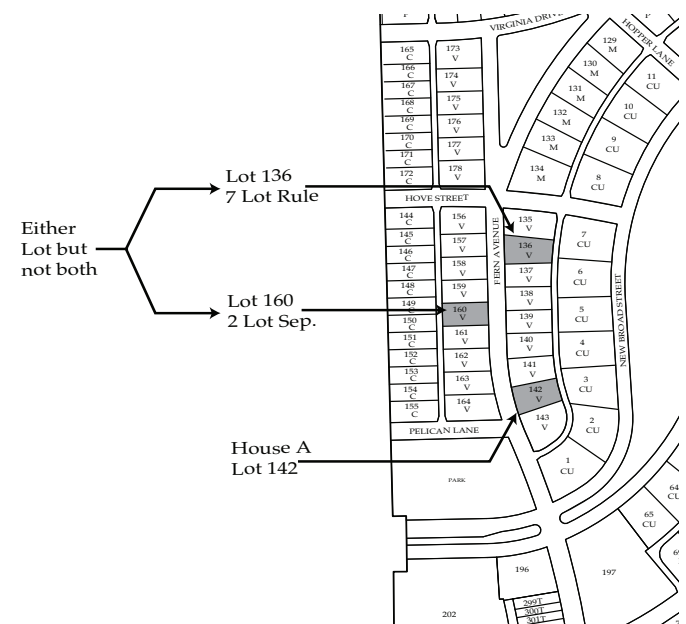 P
VIRGINIA DRIV
HOPPER LANE
P
165
C
166
C
167
C
168
C
169
C
170
C
171
C
172
C
173
V
174
V
175
V
176
V
177
V
178
V
129
M
130
M
131
M
132
M
133
M
134
M
11
CU
10
CU
9
CU
8
CU
Lot 136
7 Lot Rule
HOVE STREET
Either
Lot but
not both
Lot 160
2 Lot Sep.
144
C
145
C
146
C
147
C
148
C
149
C
150
C
151
C
152
C
153
C
154
C
155
C
156
V
157
V
158
V
159
V
160
V
161
V
162
V
163
V
164
V
FERN AVENUE
135
V
136
V
137
V
138
V
139
V
140
V
141
V
142
V
143
V
7
CU
6
CU
5
CU
4
CU
3
CU
2
CU
1
CU
NEW BROAD STREET
PELICAN LANE
House A
Lot 142
PARK
64
CU
65
CU
196
197
299T
300T
301T
202